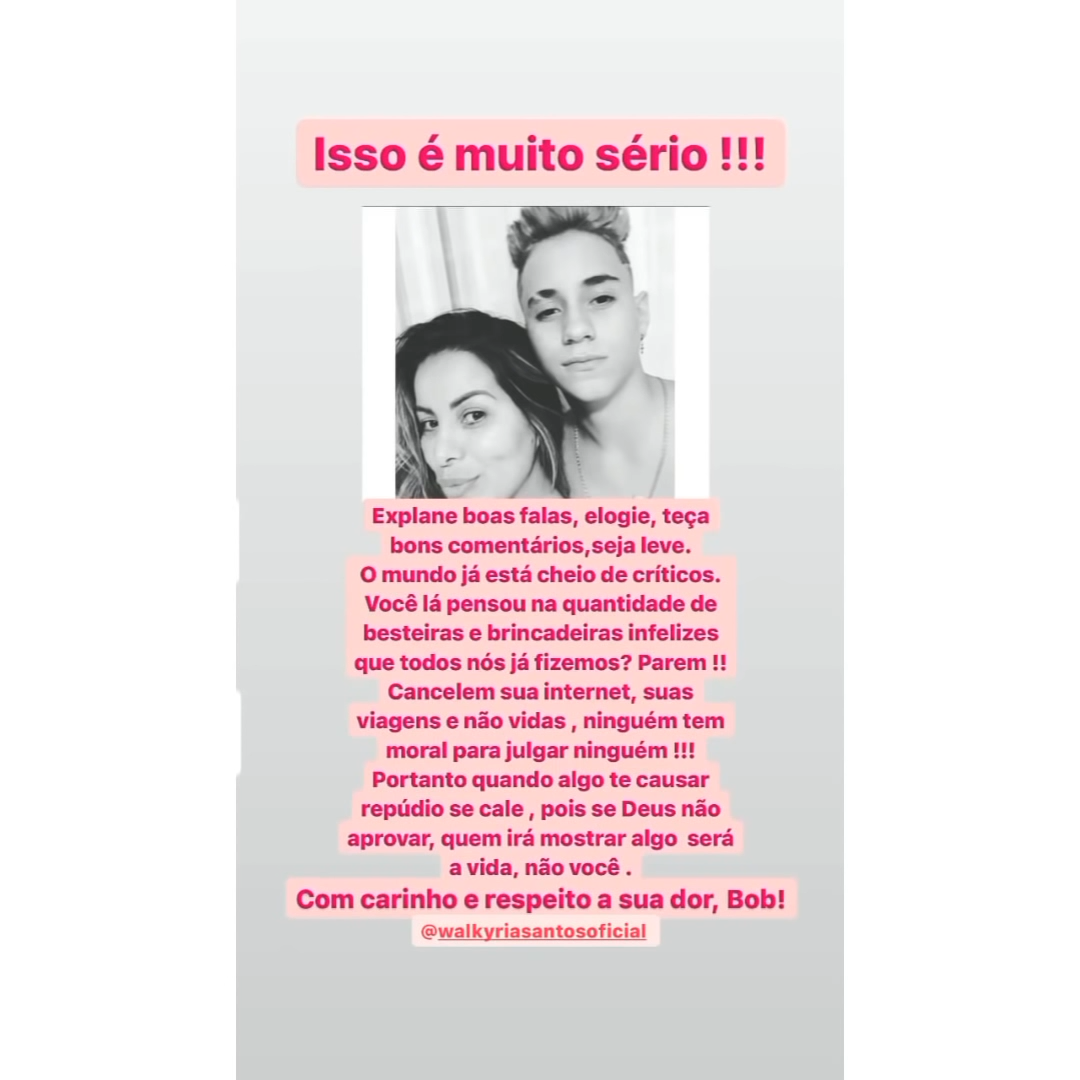 Isso é muito sério !!!
Explane boas falas, elogie, teça
bons comentários,seja leve.
O mundo já está cheio de críticos.
Você lá pensou na quantidade de
besteiras e brincadeiras infelizes
que todos nós já fizemos? Parem !!
Cancelem sua internet, suas
viagens e não vidas , ninguém tem
moral para julgar ninguém !!!
Portanto quando algo te causar
repúdio se cale , pois se Deus não
aprovar, quem irá mostrar algo  será
a vida, não você .
Com carinho e respeito a sua dor, Bob!
@walkyriasantosoficial